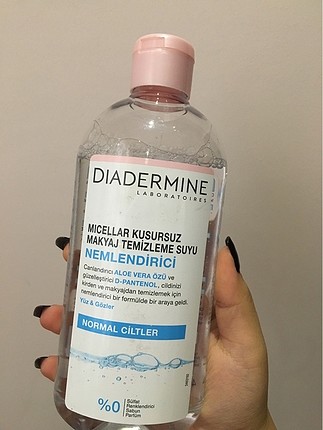 DIADERMINE
LABORATOIRES
MICELLAR KUSURSUZ
MAKYAJ TEMİZLEME SUYU
NEMLENDİRİCİ
Canlandırıcı ALOE VERA ÖZÜ ve
güzelleştirici D-PANTENOL, cildinizi
kirden ve makyajdan temizlemek için
nemlendirici bir formülde bir araya geldi.
Yüz & Gözler
NORMAL CİLTLER
%0
Sülfat
Renklendirici
Sabun
Parfüm